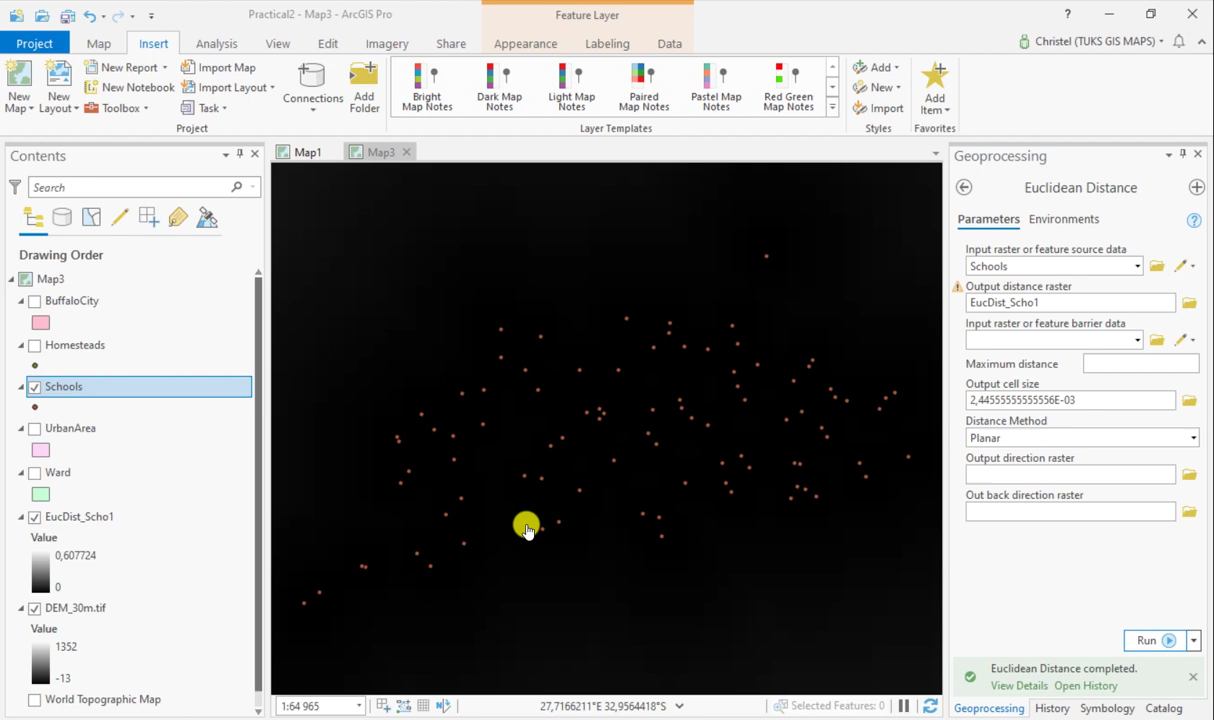 Practical2 - Map3 - ArcGIS Pro
Feature Layer
?
Project
Map
Insert
Analysis
View
Edit
Imagery
Share
Appearance
Labeling
Data
Christel (TUKS GIS MAPS)
New Map
New Layout
New Report
New Notebook
Toolbox
Import Map
Import Layout
Task
Connections
Add Folder
Bright Map Notes
Dark Map Notes
Light Map Notes
Paired Map Notes
Pastel Map Notes
Red Green Map Notes
Add
New
Import
Add Item
Project
Layer Templates
Styles
Favorites
Contents
Search
Drawing Order
Map3
BuffaloCity
Homesteads
Schools
UrbanArea
Ward
EucDist_Scho1
Value
0,607724
0
DEM_30m.tif
Value
1352
-13
World Topographic Map
Map1
Map3
1:64 965
27,7166211°E 32,9564418°S
Selected Features: 0
Geoprocessing
Euclidean Distance
Parameters
Environments
?
Input raster or feature source data
Schools
Output distance raster
EucDist_Scho1
Input raster or feature barrier data
Maximum distance
Output cell size
2,44555555555556E-03
Distance Method
Planar
Output direction raster
Out back direction raster
Run
Euclidean Distance completed.
View Details Open History
Geoprocessing
History
Symbology
Catalog